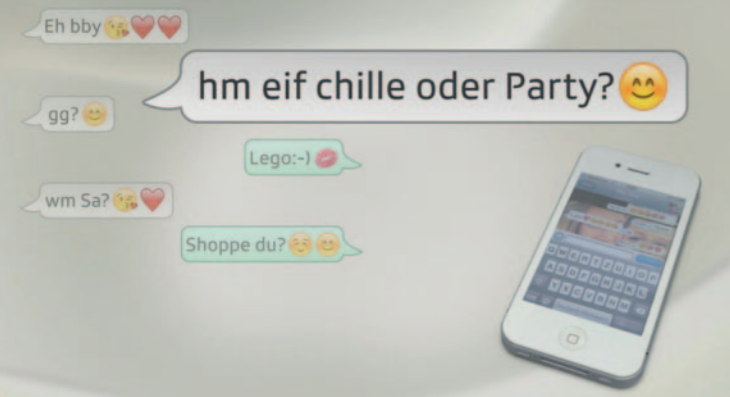 Eh bby😘❤️❤️
hm eif chille oder Party?😊
gg?😊
Lego:-)💋
wm Sa?😘❤️
Shoppe du?☺️😊